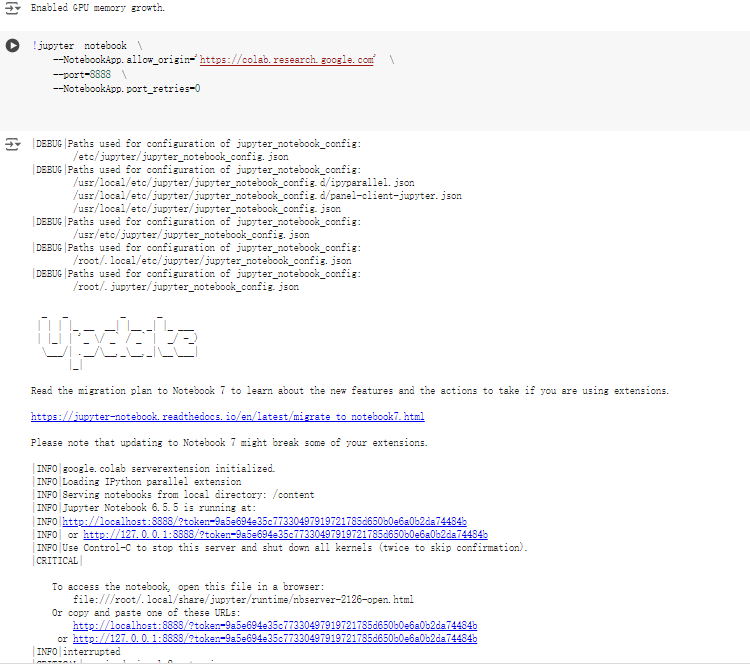 Enabled GPU memory growth.
!jupyter notebook \
--NotebookApp.allow_origin='https://colab.research.google.com' \
--port=8888 \
--NotebookApp.port_retries=0
|DEBUG|Paths used for configuration of jupyter_notebook_config:
/etc/jupyter/jupyter_notebook_config.json
|DEBUG|Paths used for configuration of jupyter_notebook_config:
/usr/local/etc/jupyter/jupyter_notebook_config.d/ipyparallel.json
/usr/local/etc/jupyter/jupyter_notebook_config.d/panel-client-jupyter.json
/usr/local/etc/jupyter/jupyter_notebook_config.json
|DEBUG|Paths used for configuration of jupyter_notebook_config:
/usr/etc/jupyter/jupyter_notebook_config.json
|DEBUG|Paths used for configuration of jupyter_notebook_config:
/root/.local/etc/jupyter/jupyter_notebook_config.json
|DEBUG|Paths used for configuration of jupyter_notebook_config:
/root/.jupyter/jupyter_notebook_config.json
Update
Read the migration plan to Notebook 7 to learn about the new features and the actions to take if you are using extensions.
https://jupyter-notebook.readthedocs.io/en/latest/migrate_to_notebook7.html
Please note that updating to Notebook 7 might break some of your extensions.
|INFO|google.colab serverextension initialized.
|INFO|Loading IPython parallel extension
|INFO|Serving notebooks from local directory: /content
|INFO|Jupyter Notebook 6.5.5 is running at:
|INFO|http://localhost:8888/?token=9a5e694e35c77330497919721785d650b0e6a0b2da74484b
|INFO| or http://127.0.0.1:8888/?token=9a5e694e35c77330497919721785d650b0e6a0b2da74484b
|INFO|Use Control-C to stop this server and shut down all kernels (twice to skip confirmation).
|CRITICAL|
To access the notebook, open this file in a browser:
file:///root/.local/share/jupyter/runtime/nbserver-2126-open.html
Or copy and paste one of these URLs:
http://localhost:8888/?token=9a5e694e35c77330497919721785d650b0e6a0b2da74484b
or http://127.0.0.1:8888/?token=9a5e694e35c77330497919721785d650b0e6a0b2da74484b
|INFO|interrupted